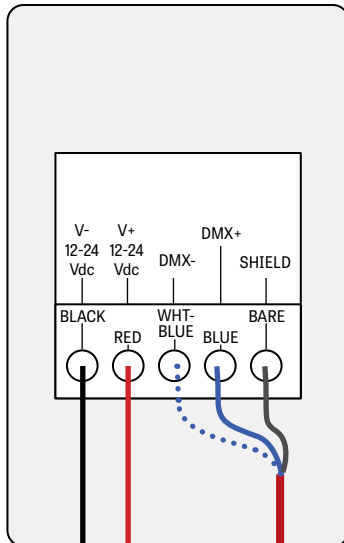 V-
12-24
Vdc
V+
12-24
Vdc
DMX-
DMX+
SHIELD
BLACK
RED
WHT-
BLUE
BLUE
BARE